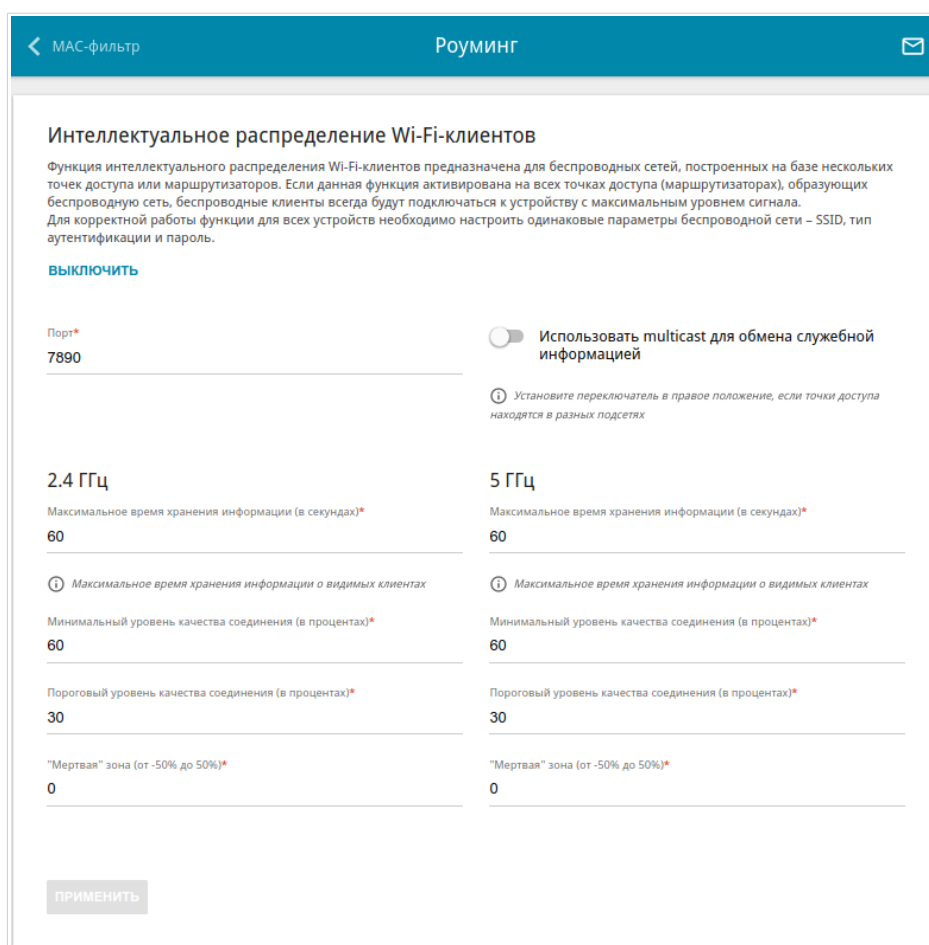 МАС-фильтр
Роуминг
Интеллектуальное распределение Wi-Fi-клиентов
Функция интеллектуального распределения Wi-Fi-клиентов предназначена для беспроводных сетей, построенных на базе нескольких
точек доступа или маршрутизаторов. Если данная функция активирована на всех точках доступа (маршрутизаторах), образующих
беспроводную сеть, беспроводные клиенты всегда будут подключаться к устройству с максимальным уровнем сигнала.
Для корректной работы функции для всех устройств необходимо настроить одинаковые параметры беспроводной сети – SSID, тип
аутентификации и пароль.
ВЫКЛЮЧИТЬ
Порт*
7890
Использовать multicast для обмена служебной
информацией
Установите переключатель в правое положение, если точки доступа
находятся в разных подсетях
2.4 ГГц
Максимальное время хранения информации (в секундах)*
60
Максимальное время хранения информации о видимых клиентах
Минимальный уровень качества соединения (в процентах)*
60
Пороговый уровень качества соединения (в процентах)*
30
"Мертвая" зона (от -50% до 50%)*
0
5 ГГц
Максимальное время хранения информации (в секундах)*
60
Максимальное время хранения информации о видимых клиентах
Минимальный уровень качества соединения (в процентах)*
60
Пороговый уровень качества соединения (в процентах)*
30
"Мертвая" зона (от -50% до 50%)*
0
ПРИМЕНИТЬ